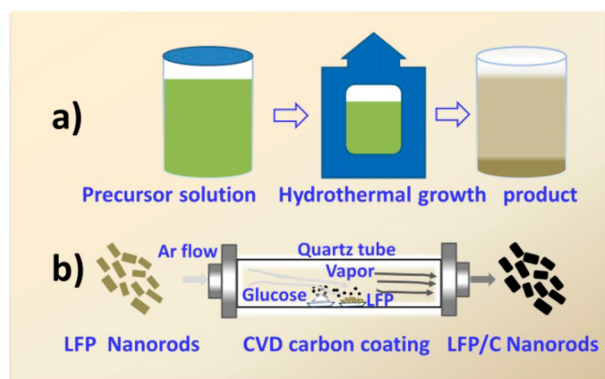 a)
Precursor solution Hydrothermal growth product
b)
Ar flow Quartz tube
Vapor
Glucose LFP
LFP Nanorods CVD carbon coating LFP/C Nanorods